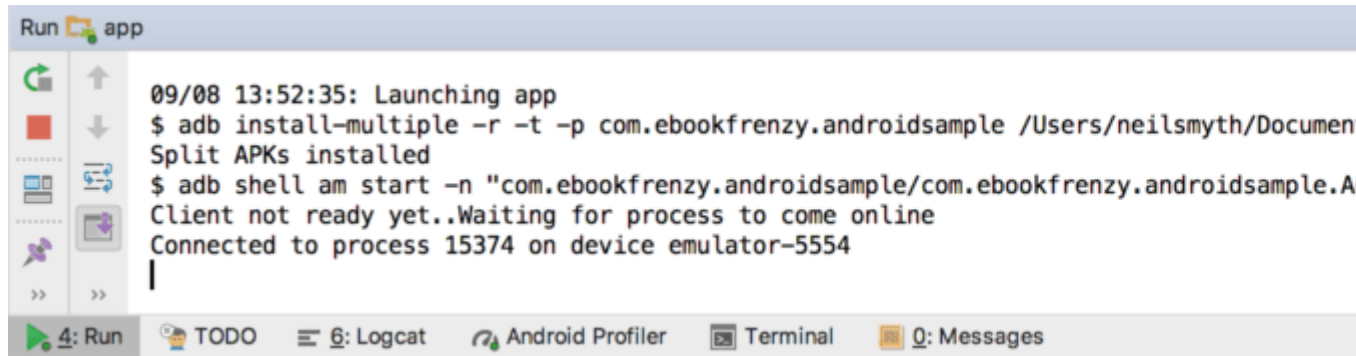 Run app
09/08 13:52:35: Launching app
$ adb install-multiple -r -t -p com.ebookfrenzy.androidsample /Users/neilsmyth/Documen
Split APKs installed
$ adb shell am start -n "com.ebookfrenzy.androidsample/com.ebookfrenzy.androidsample.A
Client not ready yet..Waiting for process to come online
Connected to process 15374 on device emulator-5554
4: Run TODO 6: Logcat Android Profiler Terminal 0: Messages